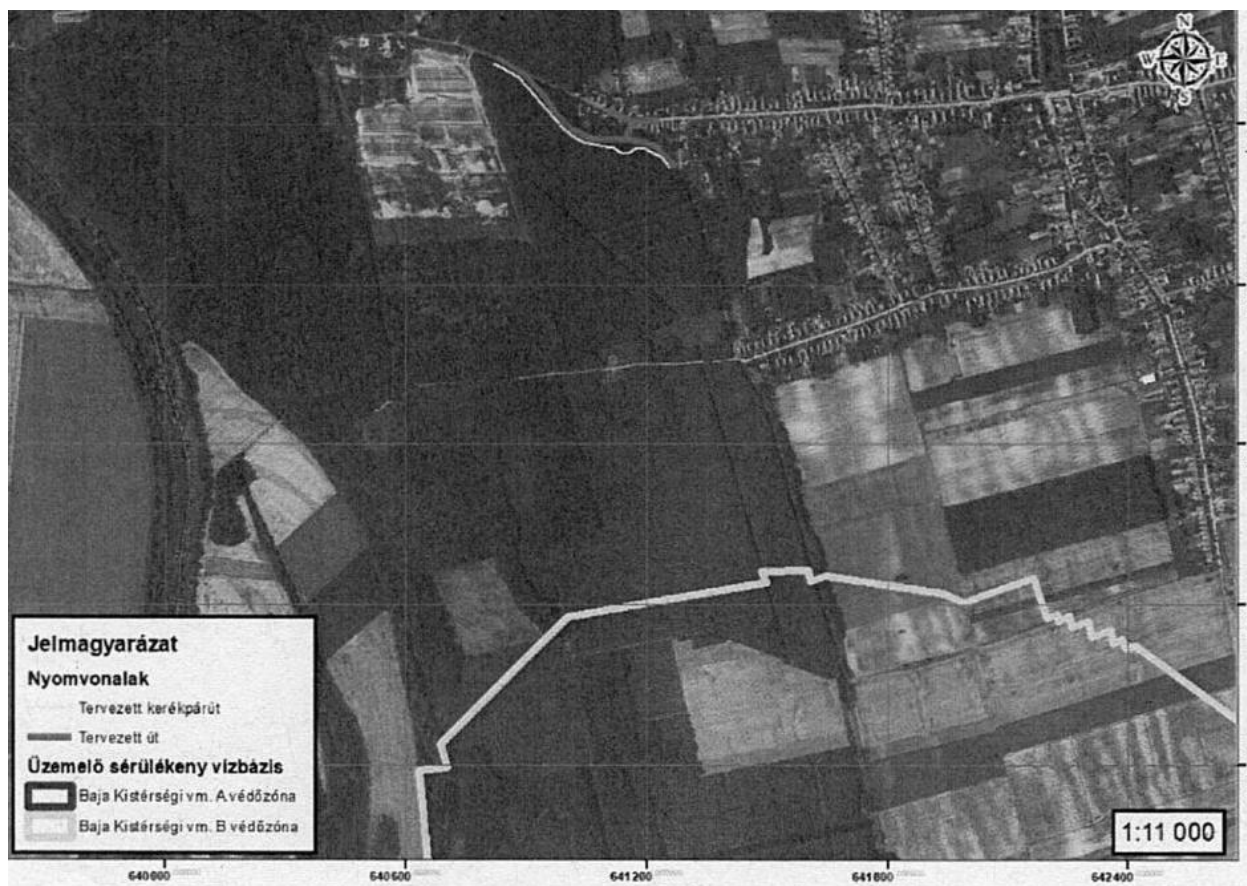 N
W E
S
Jelmagyarázat
Nyomvonalak
Tervezett kerékpárút
Tervezett út
Üzemelő sérülékeny vízbázis
Baja Kistérségi vm. A védőzóna
Baja Kistérségi vm. B védőzóna
1:11 000
640000 640600 641200 641800 642400